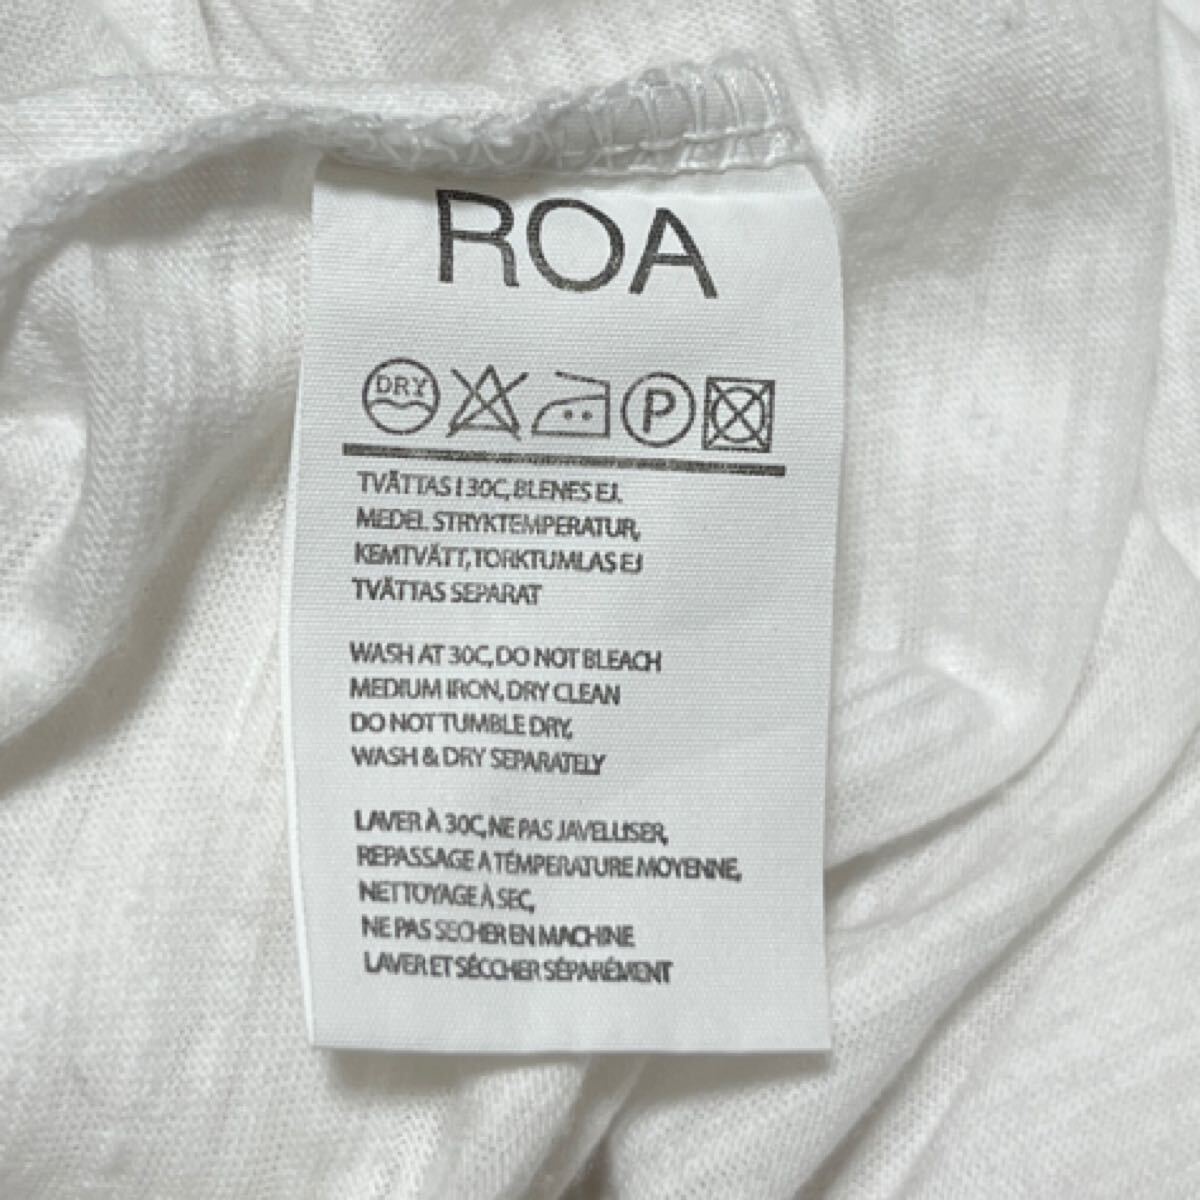 ROA
DRY P
TVÄTTAS I 30C, BLENES EJ.
MEDEL STRYKTEMPERATUR,
KEMTVÄTT, TORKTUMLAS EJ
TVÄTTAS SEPARAT
WASH AT 30C, DO NOT BLEACH
MEDIUM IRON, DRY CLEAN
DO NOT TUMBLE DRY,
WASH & DRY SEPARATELY
LAVER À 30C, NE PAS JAVELLISER,
REPASSAGE A TÉMPERATURE MOYENNE,
NETTOYAGE À SEC,
NE PAS SECHER EN MACHINE
LAVER ET SÉCCHER SÉPARÉMENT